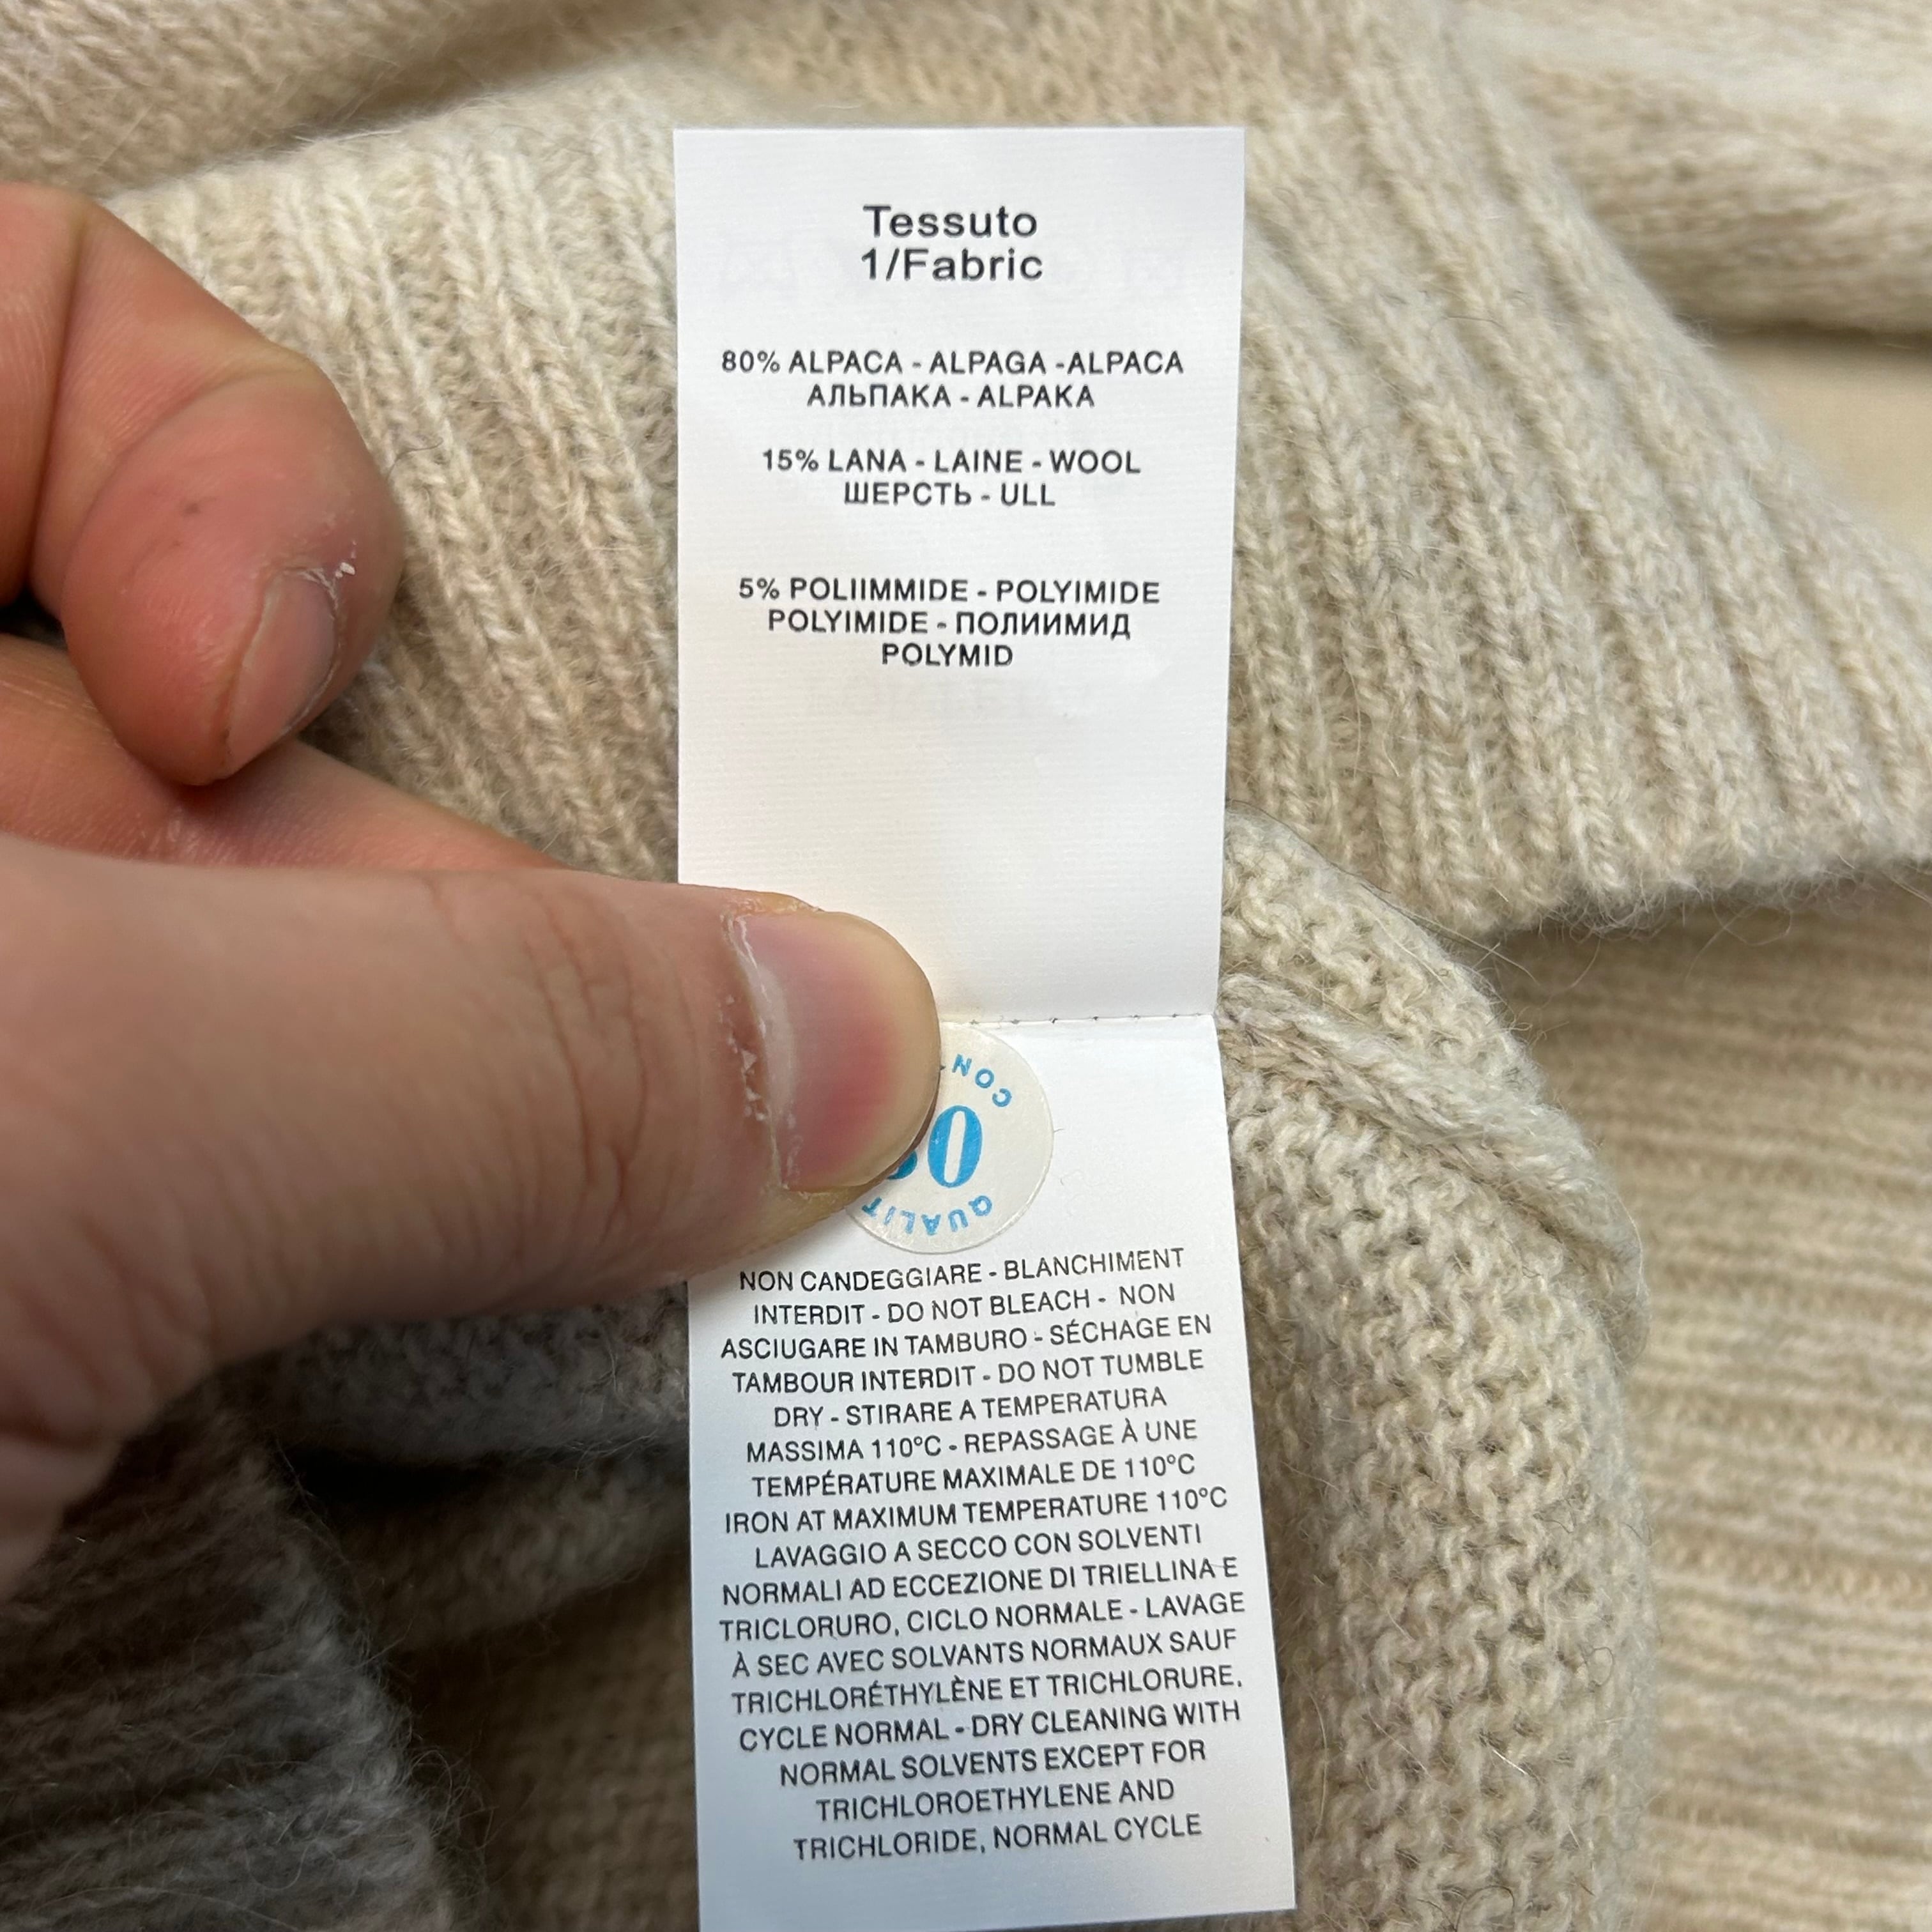 Tessuto
1/Fabric
80% ALPACA - ALPAGA -ALPACA
АЛЬПАКА - ALPAKA
15% LANA - LAINE - WOOL
ШЕРСТЬ - ULL
5% POLIIMMIDE - POLYIMIDE
POLYIMIDE - ПОЛИИМИД
POLYMID
NON CANDEGGIARE - BLANCHIMENT
INTERDIT - DO NOT BLEACH - NON
ASCIUGARE IN TAMBURO - SÉCHAGE EN
TAMBOUR INTERDIT - DO NOT TUMBLE
DRY - STIRARE A TEMPERATURA
MASSIMA 110°C - REPASSAGE À UNE
TEMPÉRATURE MAXIMALE DE 110°C
IRON AT MAXIMUM TEMPERATURE 110°C
LAVAGGIO A SECCO CON SOLVENTI
NORMALI AD ECCEZIONE DI TRIELLINA E
TRICLORURO, CICLO NORMALE - LAVAGE
À SEC AVEC SOLVANTS NORMAUX SAUF
TRICHLORÉTHYLÈNE ET TRICHLORURE,
CYCLE NORMAL - DRY CLEANING WITH
NORMAL SOLVENTS EXCEPT FOR
TRICHLOROETHYLENE AND
TRICHLORIDE, NORMAL CYCLE